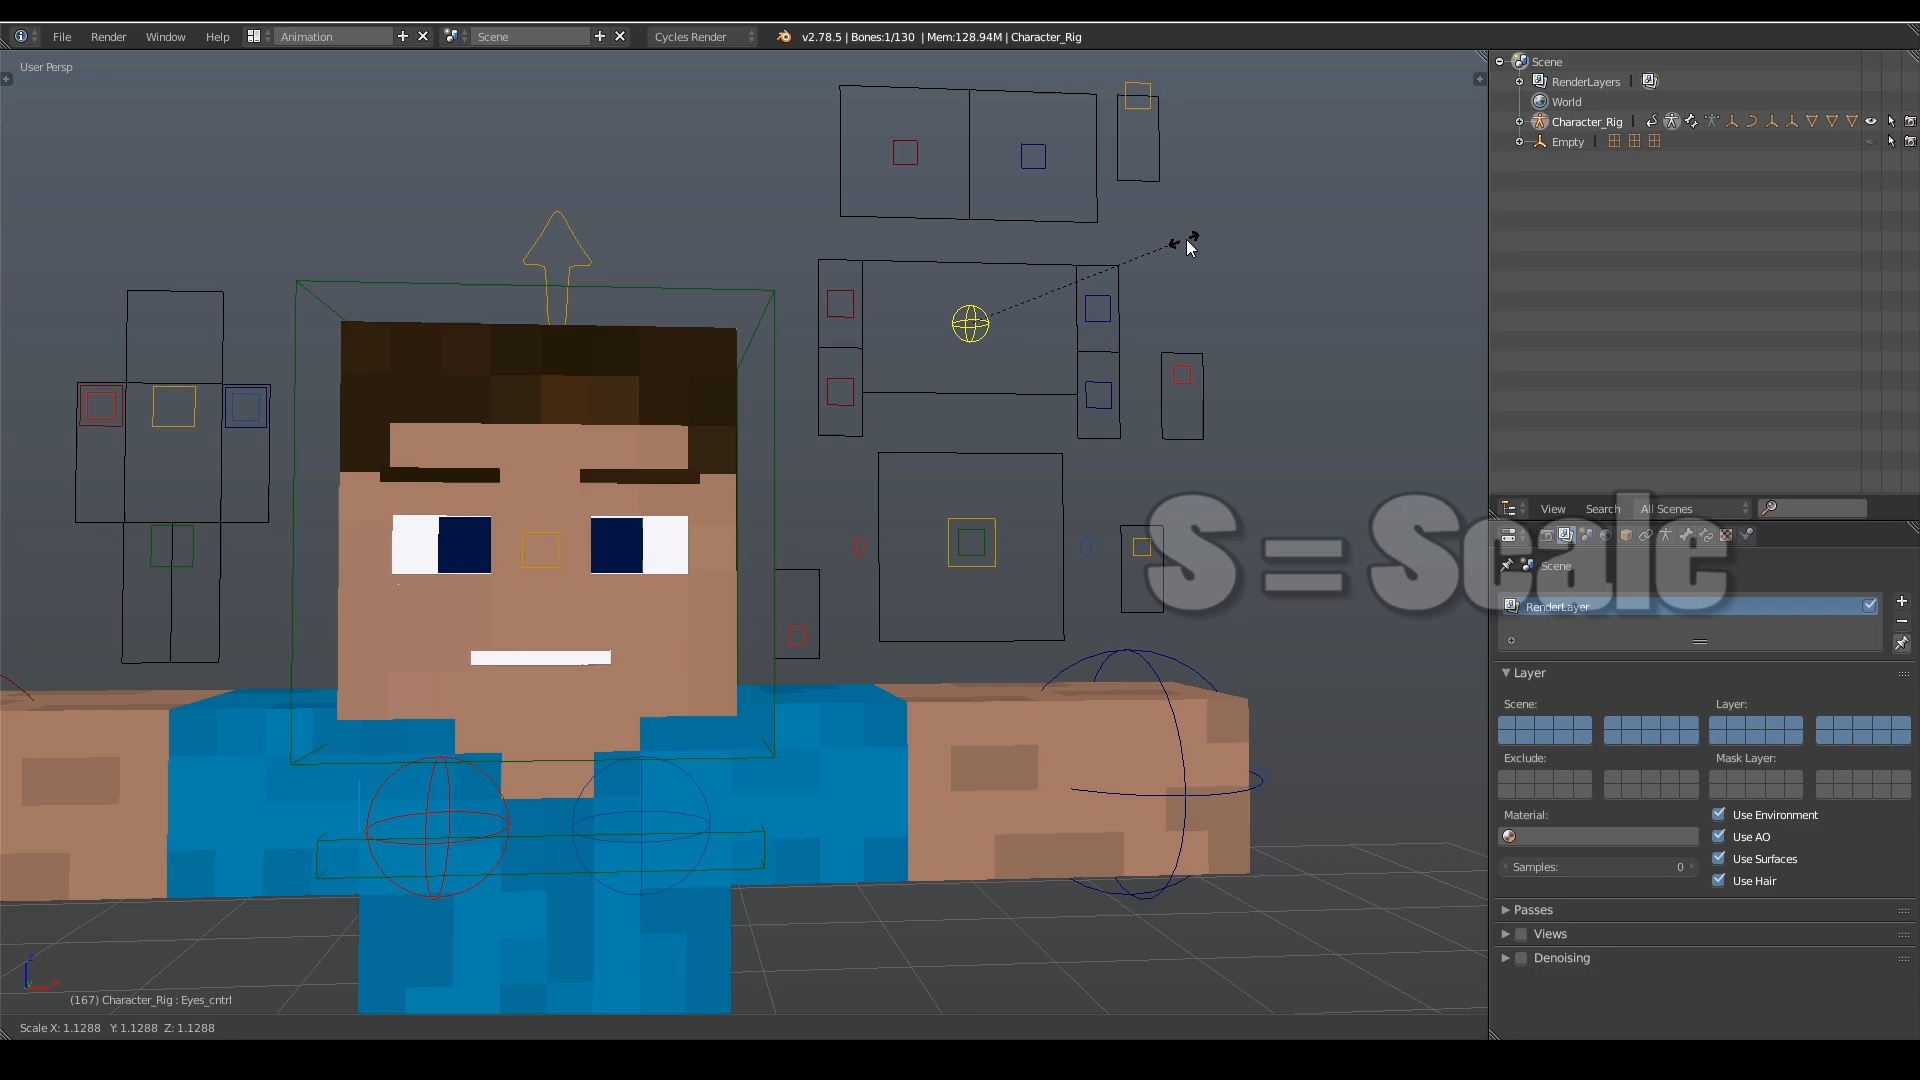 File Render Window Help Animation Scene Cycles Render v2.78.5 | Bones:1/130 | Mem:128.94M | Character_Rig
User Persp
Scene
RenderLayers
World
Character_Rig
Empty
View Search All Scenes
S = Scale
Scene
RenderLayer
Layer
Scene: Layer:
Exclude: Mask Layer:
Material: Use Environment
Use AO
Samples: 0 Use Surfaces
Use Hair
Passes
Views
Denoising
(167) Character_Rig : Eyes_cntrl
Scale X: 1.1288 Y: 1.1288 Z: 1.1288